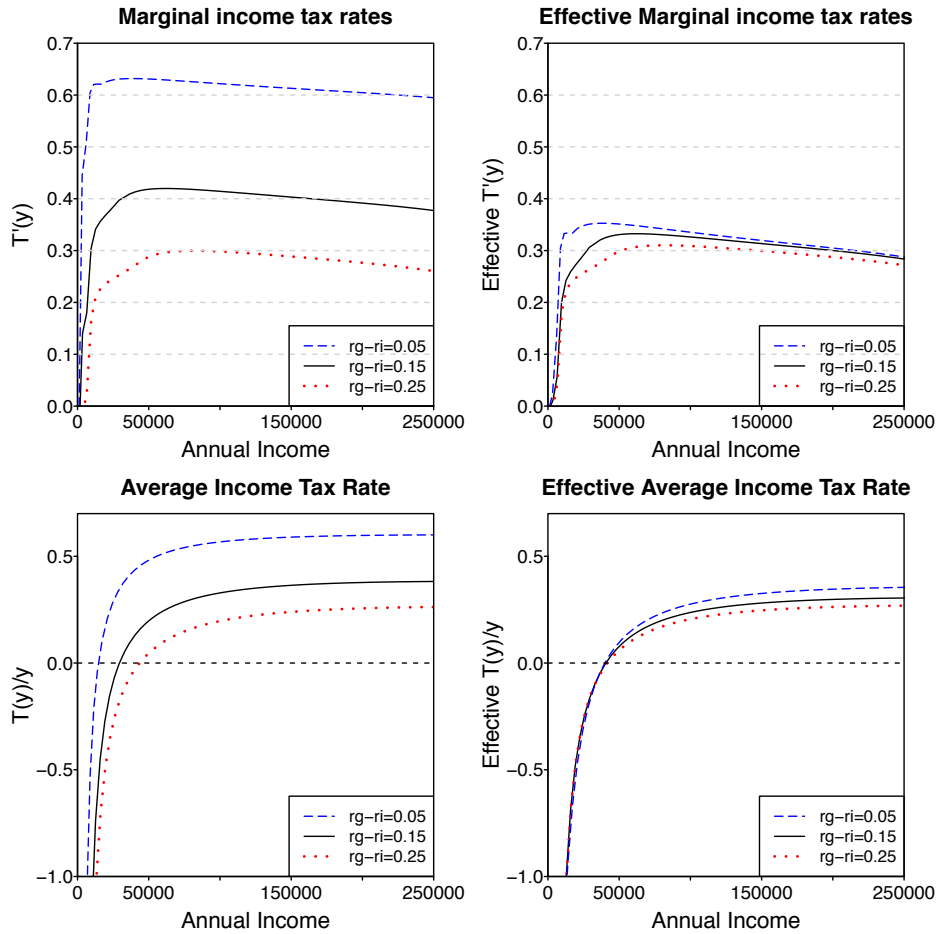 Marginal income tax rates
0.7
0.6
0.5
0.4
0.3
0.2
0.1
0.0
T'(y)
rg−ri=0.05
rg−ri=0.15
rg−ri=0.25
0 50000 150000 250000
Annual Income
Effective Marginal income tax rates
0.7
0.6
0.5
0.4
0.3
0.2
0.1
0.0
Effective T'(y)
rg−ri=0.05
rg−ri=0.15
rg−ri=0.25
0 50000 150000 250000
Annual Income
Average Income Tax Rate
0.5
0.0
−0.5
−1.0
T(y)/y
rg−ri=0.05
rg−ri=0.15
rg−ri=0.25
0 50000 150000 250000
Annual Income
Effective Average Income Tax Rate
0.5
0.0
−0.5
−1.0
Effective T(y)/y
rg−ri=0.05
rg−ri=0.15
rg−ri=0.25
0 50000 150000 250000
Annual Income